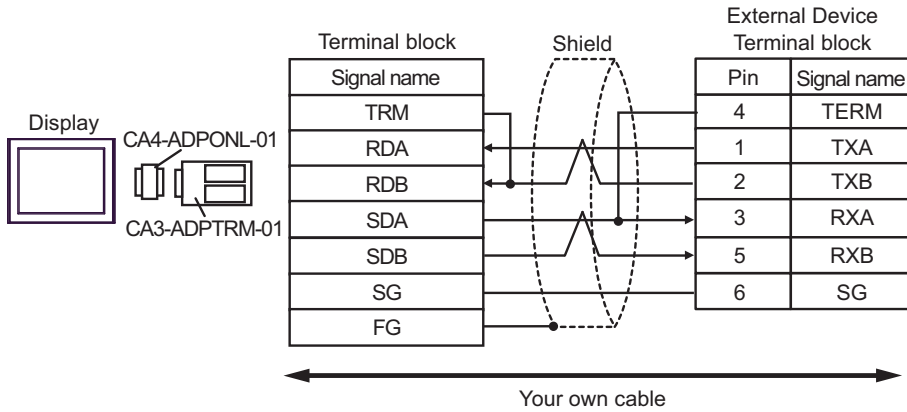 External Device
Terminal block Shield Terminal block
Signal name Pin Signal name
TRM 4 TERM
Display
CA4-ADPONL-01
RDA 1 TXA
RDB 2 TXB
CA3-ADPTRM-01
SDA 3 RXA
SDB 5 RXB
SG 6 SG
FG
Your own cable